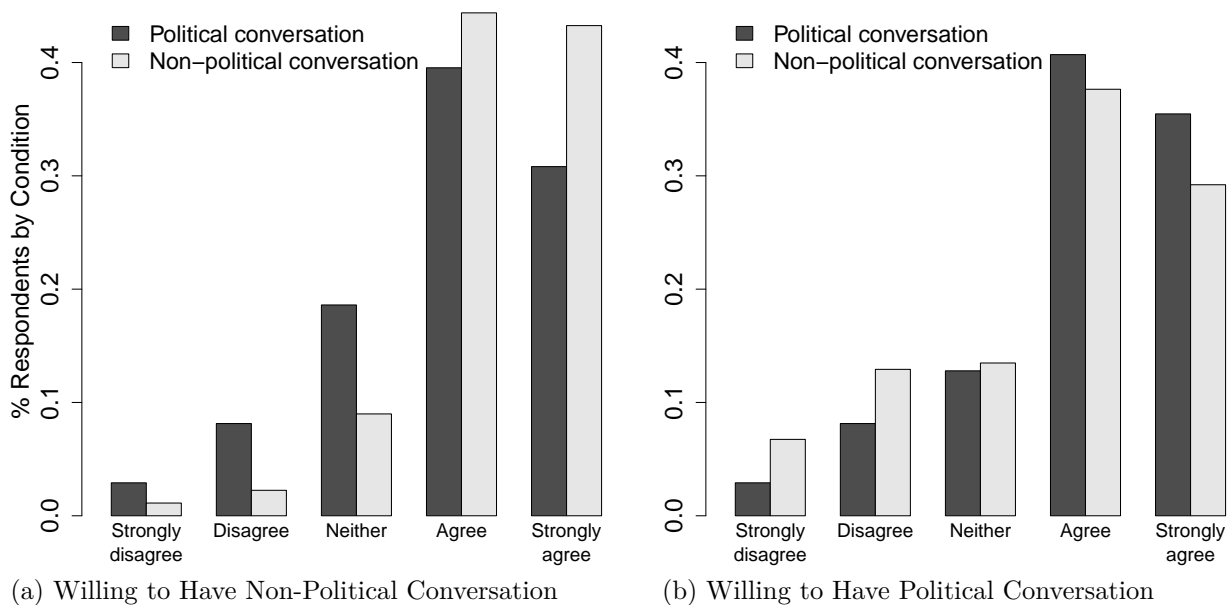 % Respondents by Condition
0.0
0.1
0.2
0.3
0.4
Political conversation
Non−political conversation
Strongly disagree
Disagree
Neither
Agree
Strongly agree
(a) Willing to Have Non-Political Conversation
0.0
0.1
0.2
0.3
0.4
Political conversation
Non−political conversation
Strongly disagree
Disagree
Neither
Agree
Strongly agree
(b) Willing to Have Political Conversation